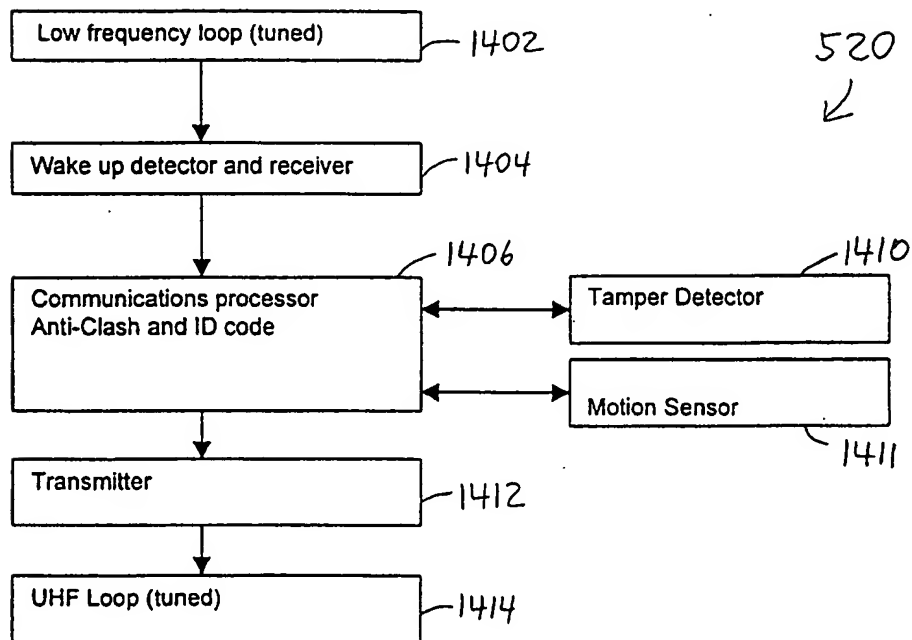 Low frequency loop (tuned)
1402
520
Wake up detector and receiver
1404
1406
Communications processor
Anti-Clash and ID code
1410
Tamper Detector
Motion Sensor
1411
Transmitter
1412
UHF Loop (tuned)
1414